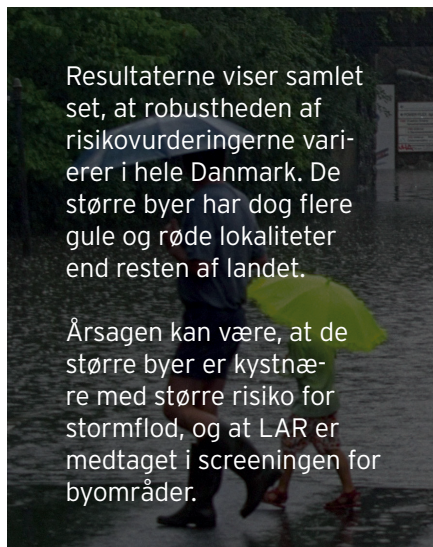 Resultaterne viser samlet
set, at robustheden af
risikovurderingerne vari-
erer i hele Danmark. De
større byer har dog flere
gule og røde lokaliteter
end resten af landet.
Årsagen kan være, at de
større byer er kystnæ-
re med større risiko for
stormflod, og at LAR er
medtaget i screeningen for
byområder.